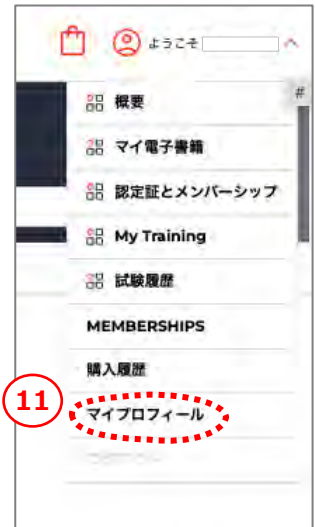 ようこそ
#
概要
マイ電子書籍
認定証とメンバーシップ
My Training
試験履歴
MEMBERSHIPS
購入履歴
11
マイプロフィール